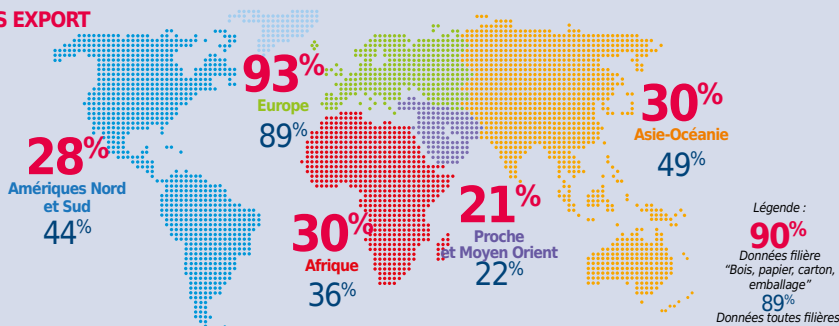 S EXPORT
93%
Europe
89%
28%
Amériques Nord
et Sud
44%
30%
Afrique
36%
21%
Proche
et Moyen Orient
22%
30%
Asie-Océanie
49%
Légende :
90%
Données filière
"Bois, papier, carton,
emballage"
89%
Données toutes filières